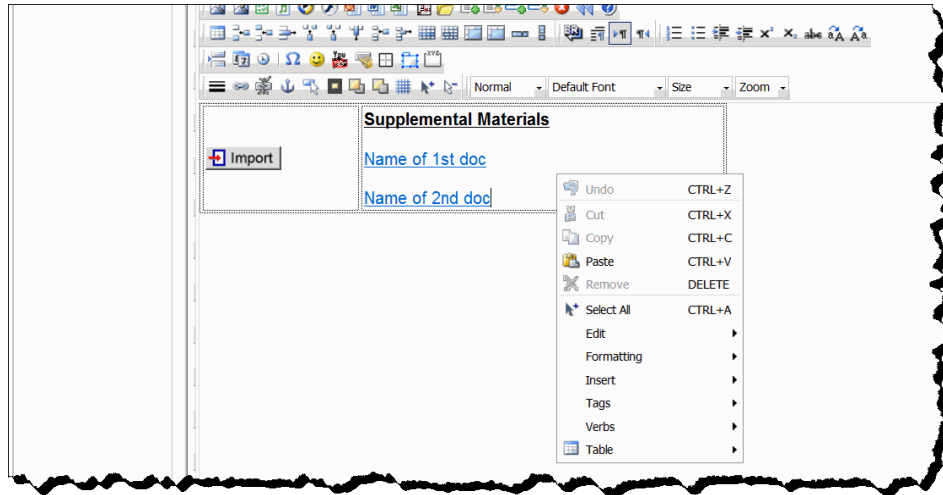 Normal
Default Font
Size
Zoom
Supplemental Materials
Import
Name of 1st doc
Name of 2nd doc
Undo CTRL+Z
Cut CTRL+X
Copy CTRL+C
Paste CTRL+V
Remove DELETE
Select All CTRL+A
Edit
Formatting
Insert
Tags
Verbs
Table